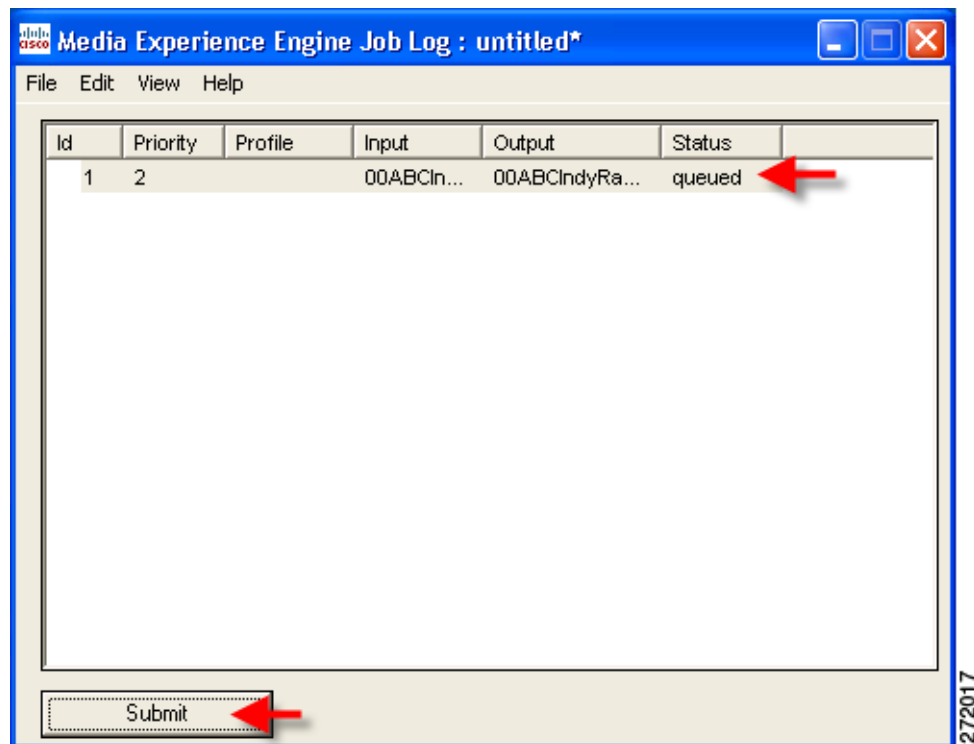 cisco Media Experience Engine Job Log : untitled*
File Edit View Help
Id Priority Profile Input Output Status
1 2 00ABCIn... 00ABCIndyRa... queued
Submit
272017